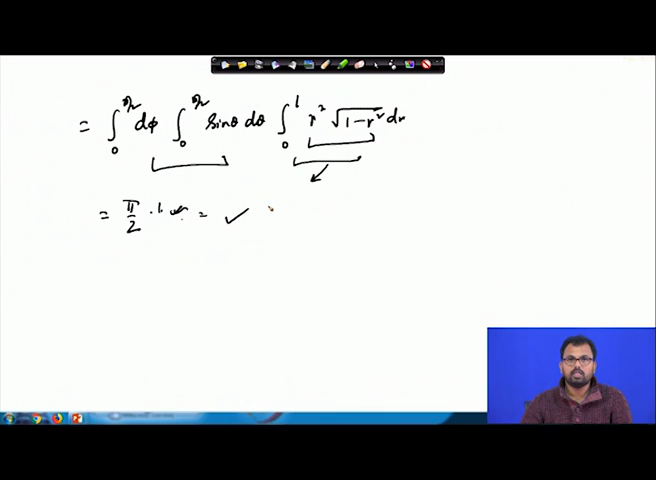 = ∫₀^{π/2} dφ ∫₀^{π/2} sinθ dθ ∫₀^1 r² √(1-r²) dr
= π/2 · 1 · = ✓